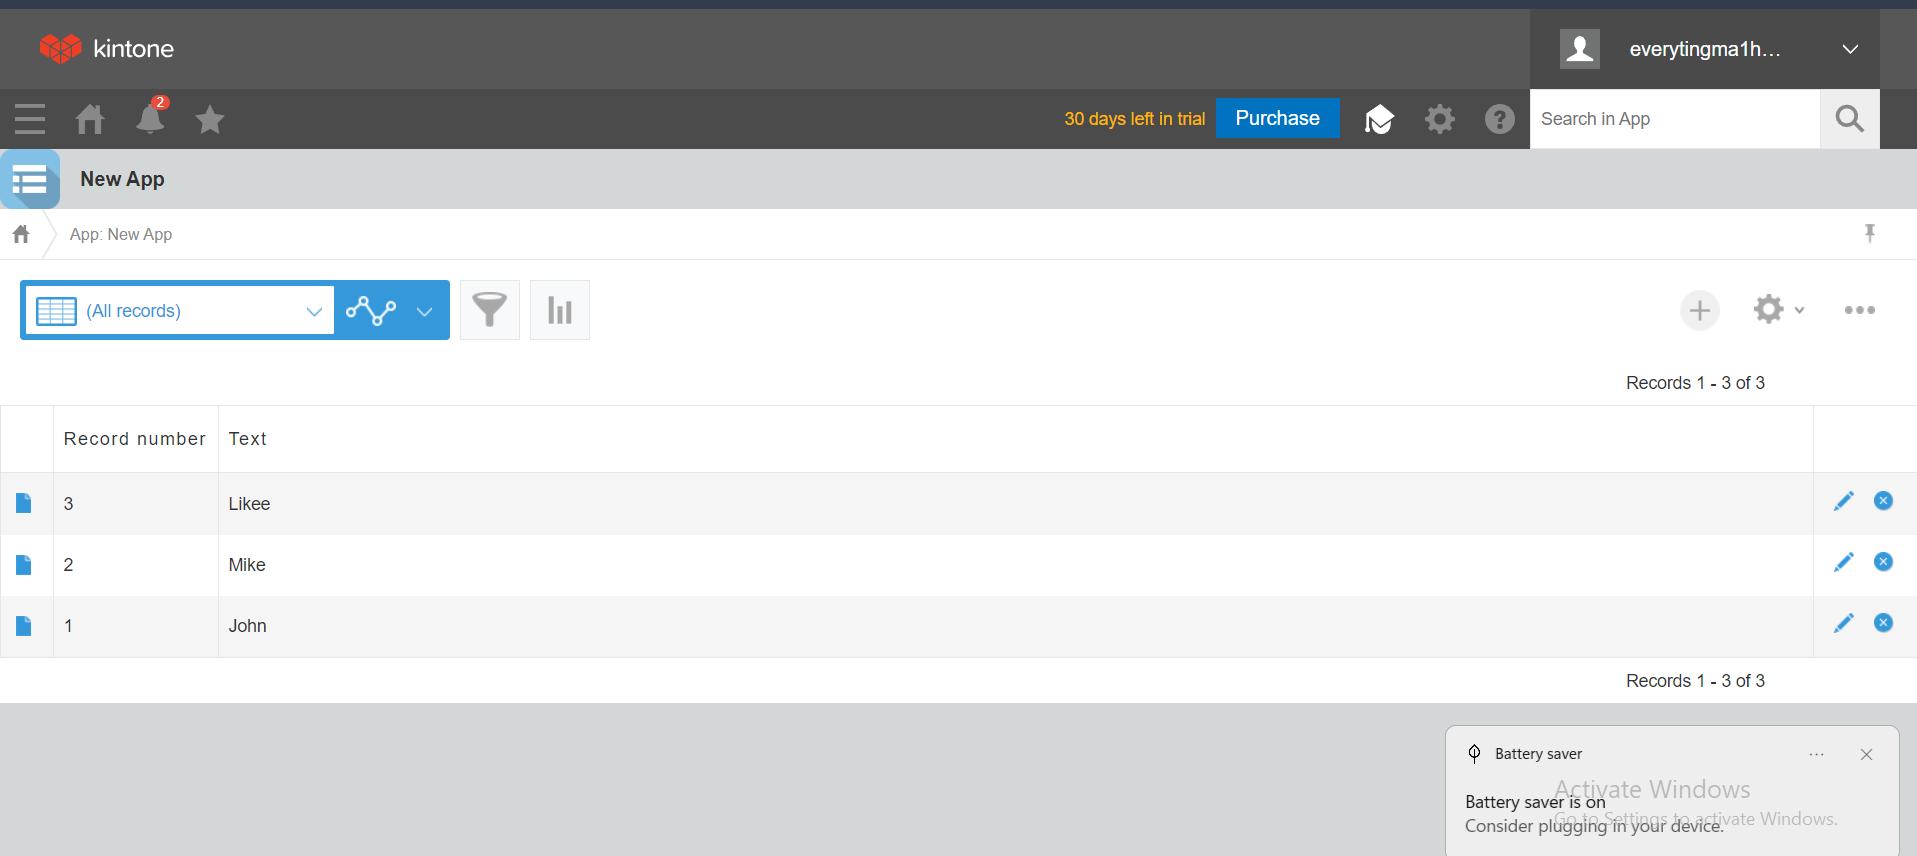 kintone
everytingma1h...
2
30 days left in trial
Purchase
Search in App
New App
App: New App
(All records)
Records 1 - 3 of 3
Record number Text
3 Likee
2 Mike
1 John
Records 1 - 3 of 3
Battery saver
Activate Windows
Battery saver is on
Go to Settings to activate Windows.
Consider plugging in your device.